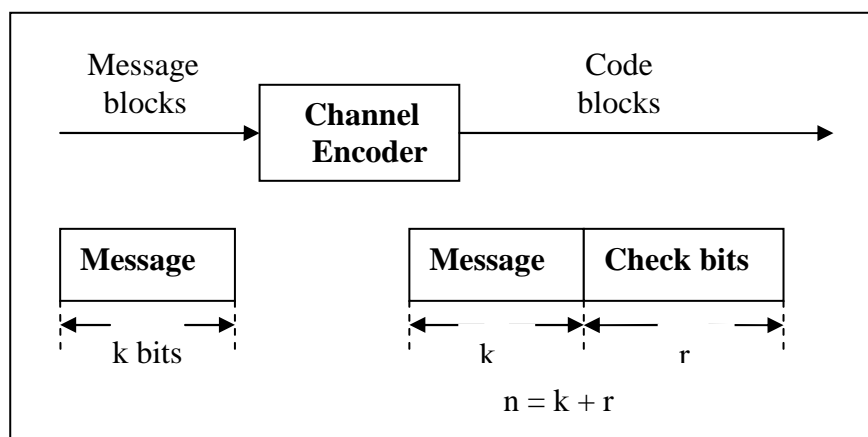 Message
blocks
Channel
Encoder
Code
blocks
Message
Message
Check bits
k bits
k
r
n = k + r